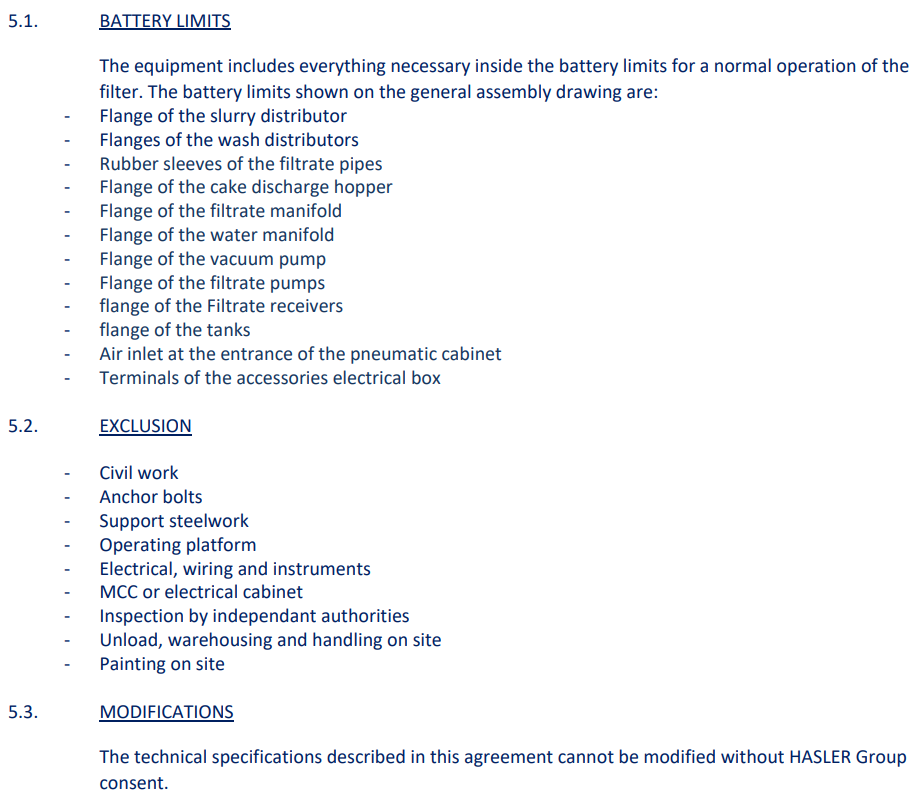 5.1. BATTERY LIMITS
The equipment includes everything necessary inside the battery limits for a normal operation of the
filter. The battery limits shown on the general assembly drawing are:
- Flange of the slurry distributor
- Flanges of the wash distributors
- Rubber sleeves of the filtrate pipes
- Flange of the cake discharge hopper
- Flange of the filtrate manifold
- Flange of the water manifold
- Flange of the vacuum pump
- Flange of the filtrate pumps
- flange of the Filtrate receivers
- flange of the tanks
- Air inlet at the entrance of the pneumatic cabinet
- Terminals of the accessories electrical box
5.2. EXCLUSION
- Civil work
- Anchor bolts
- Support steelwork
- Operating platform
- Electrical, wiring and instruments
- MCC or electrical cabinet
- Inspection by independant authorities
- Unload, warehousing and handling on site
- Painting on site
5.3. MODIFICATIONS
The technical specifications described in this agreement cannot be modified without HASLER Group
consent.